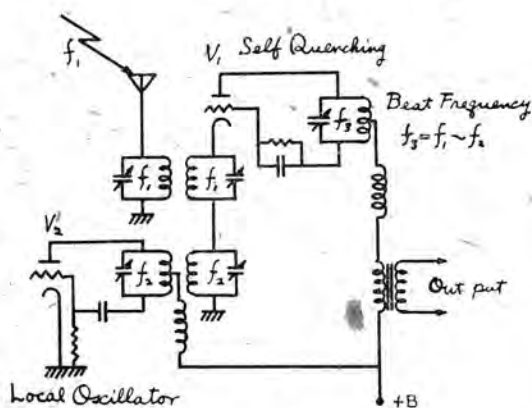 f₁
V₁ Self Quenching
f₃
Beat Frequency
f₃=f₁~f₂
f₁
f₁
V₂
f₂
f₂
Out put
Local Oscillator
+B